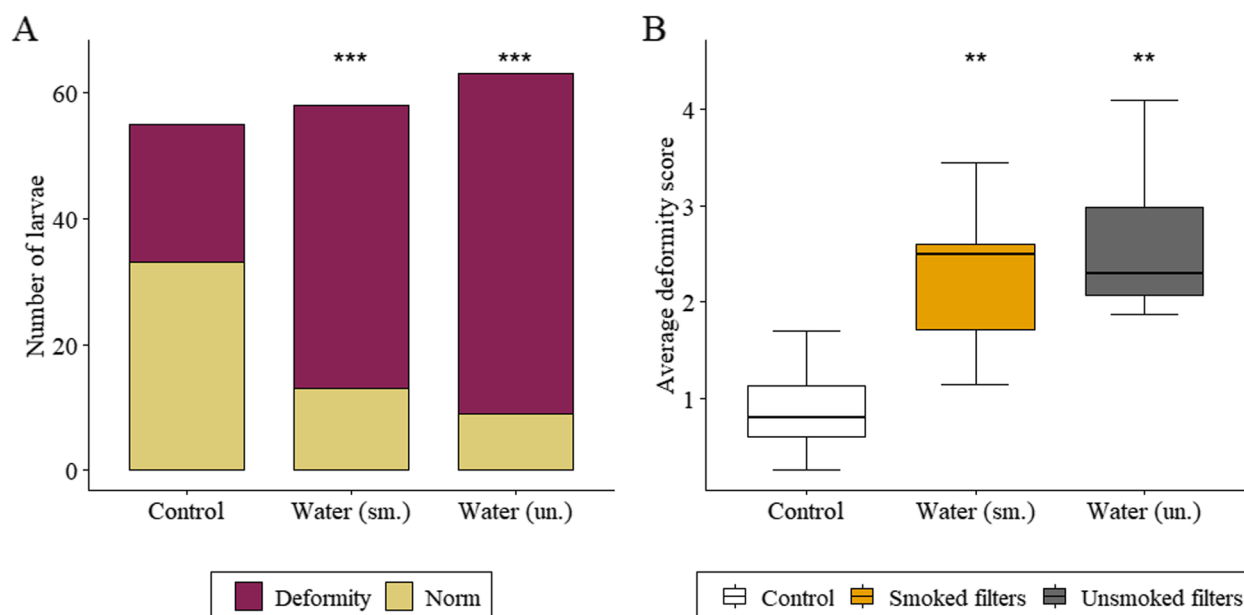 A
Number of larvae
60
40
20
0
***
***
Control
Water (sm.)
Water (un.)
Deformity
Norm
B
Average deformity score
4
3
2
1
**
**
Control
Water (sm.)
Water (un.)
Control
Smoked filters
Unsmoked filters